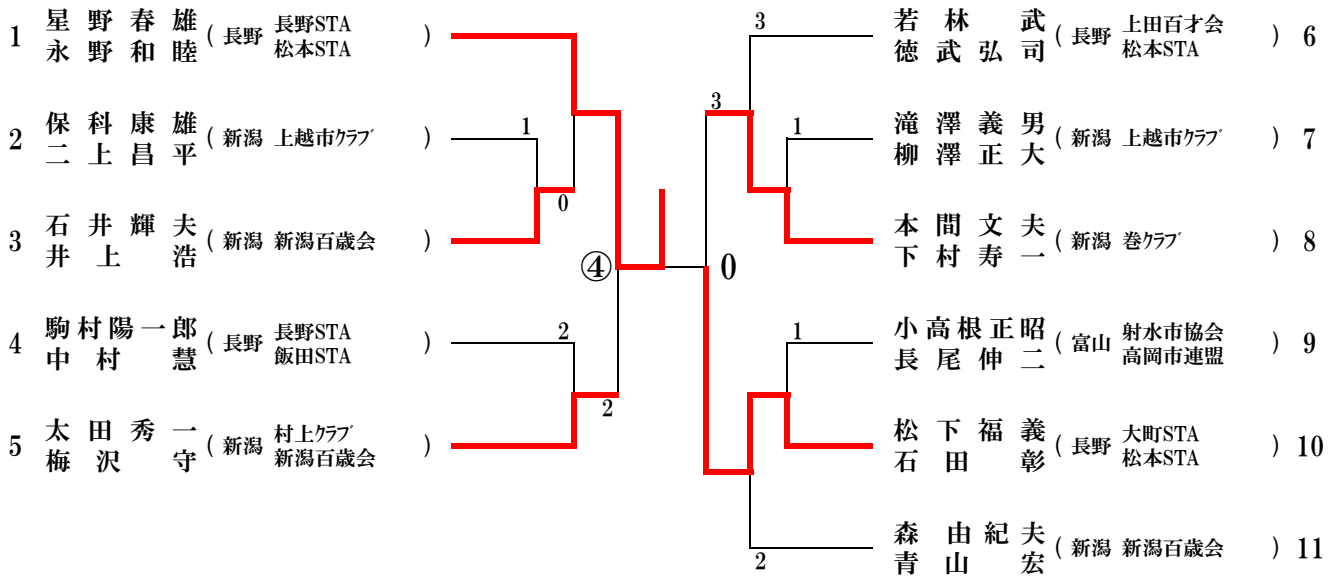 1 星野春雄 永野和睦 ( 長野 長野STA 松本STA )
2 保科康雄 二上昌平 ( 新潟 上越市ｸﾗﾌﾞ )
3 石井輝夫 井上浩 ( 新潟 新潟百歳会 )
4 駒村陽一郎 中村慧 ( 長野 長野STA 飯田STA )
5 太田秀一 梅沢守 ( 新潟 村上ｸﾗﾌﾞ 新潟百歳会 )
1
0
④
2
2
3
3
1
0
1
2
若林武 徳武弘司 ( 長野 上田百才会 松本STA ) 6
滝澤義男 柳澤正大 ( 新潟 上越市ｸﾗﾌﾞ ) 7
本間文夫 下村寿一 ( 新潟 巻ｸﾗﾌﾞ ) 8
小高根正昭 長尾伸二 ( 富山 射水市協会 高岡市連盟 ) 9
松下福義 石田彰 ( 長野 大町STA 松本STA ) 10
森由紀夫 青山宏 ( 新潟 新潟百歳会 ) 11